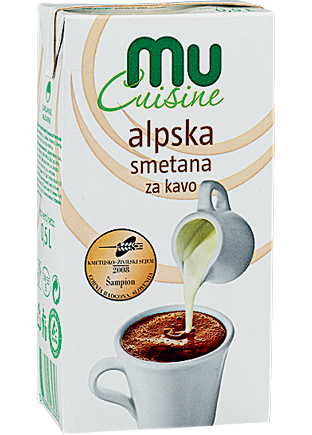 mu
Cuisine
alpska
smetana
za kavo
KMETIJSKO-ŽIVILSKI SEJEM
2008
Šampion
GORNJA RADGONA, SLOVENIJA
0,5 L